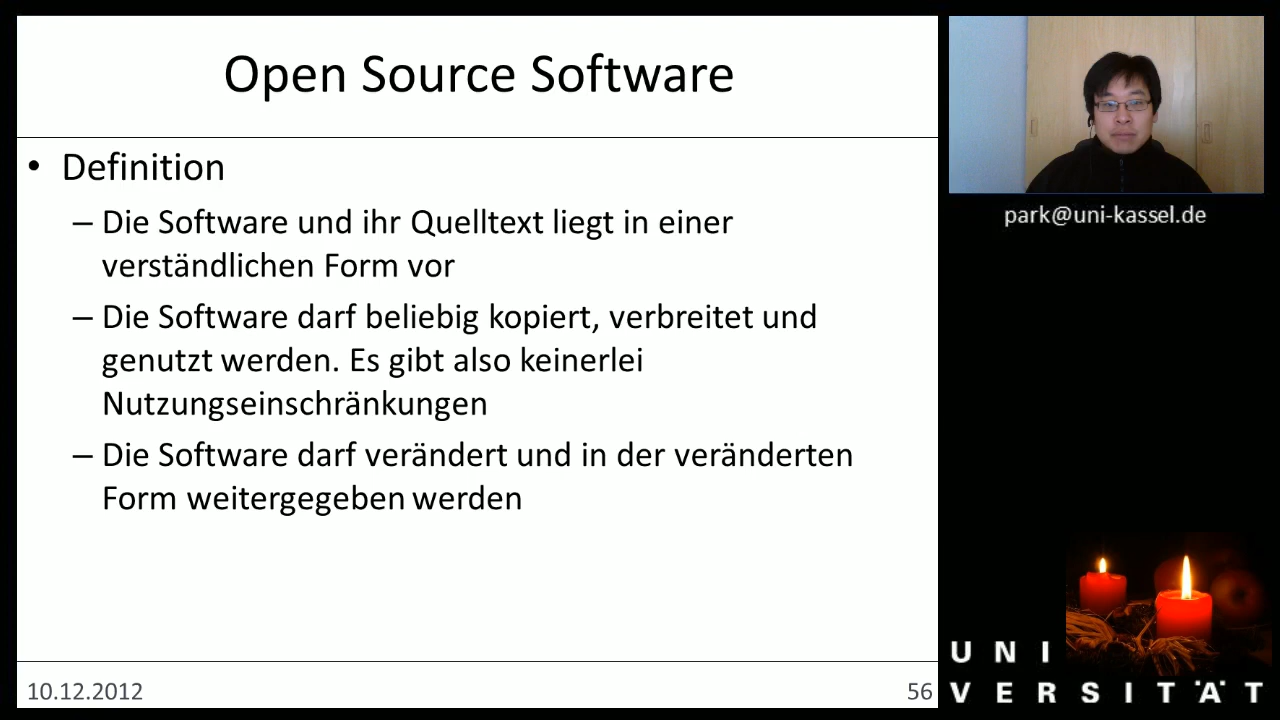 Open Source Software
• Definition
– Die Software und ihr Quelltext liegt in einer
verständlichen Form vor
– Die Software darf beliebig kopiert, verbreitet und
genutzt werden. Es gibt also keinerlei
Nutzungseinschränkungen
– Die Software darf verändert und in der veränderten
Form weitergegeben werden
10.12.2012
56
park@uni-kassel.de
UNI
VERSITÄT